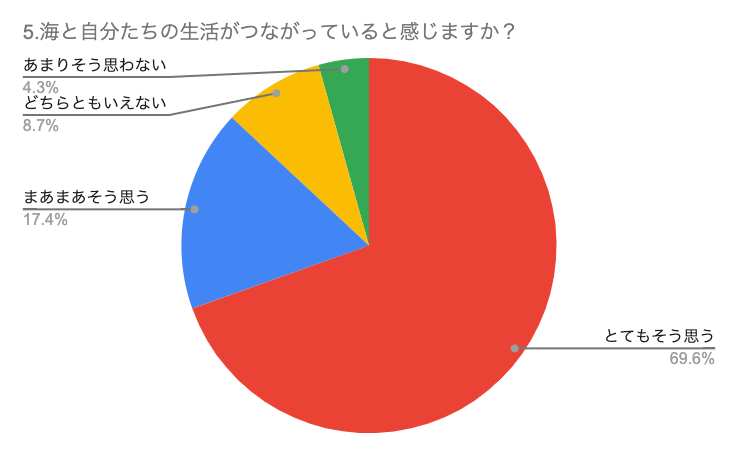 5.海と自分たちの生活がつながっていると感じますか？
あまりそう思わない
4.3%
どちらともいえない
8.7%
まあまあそう思う
17.4%
とてもそう思う
69.6%